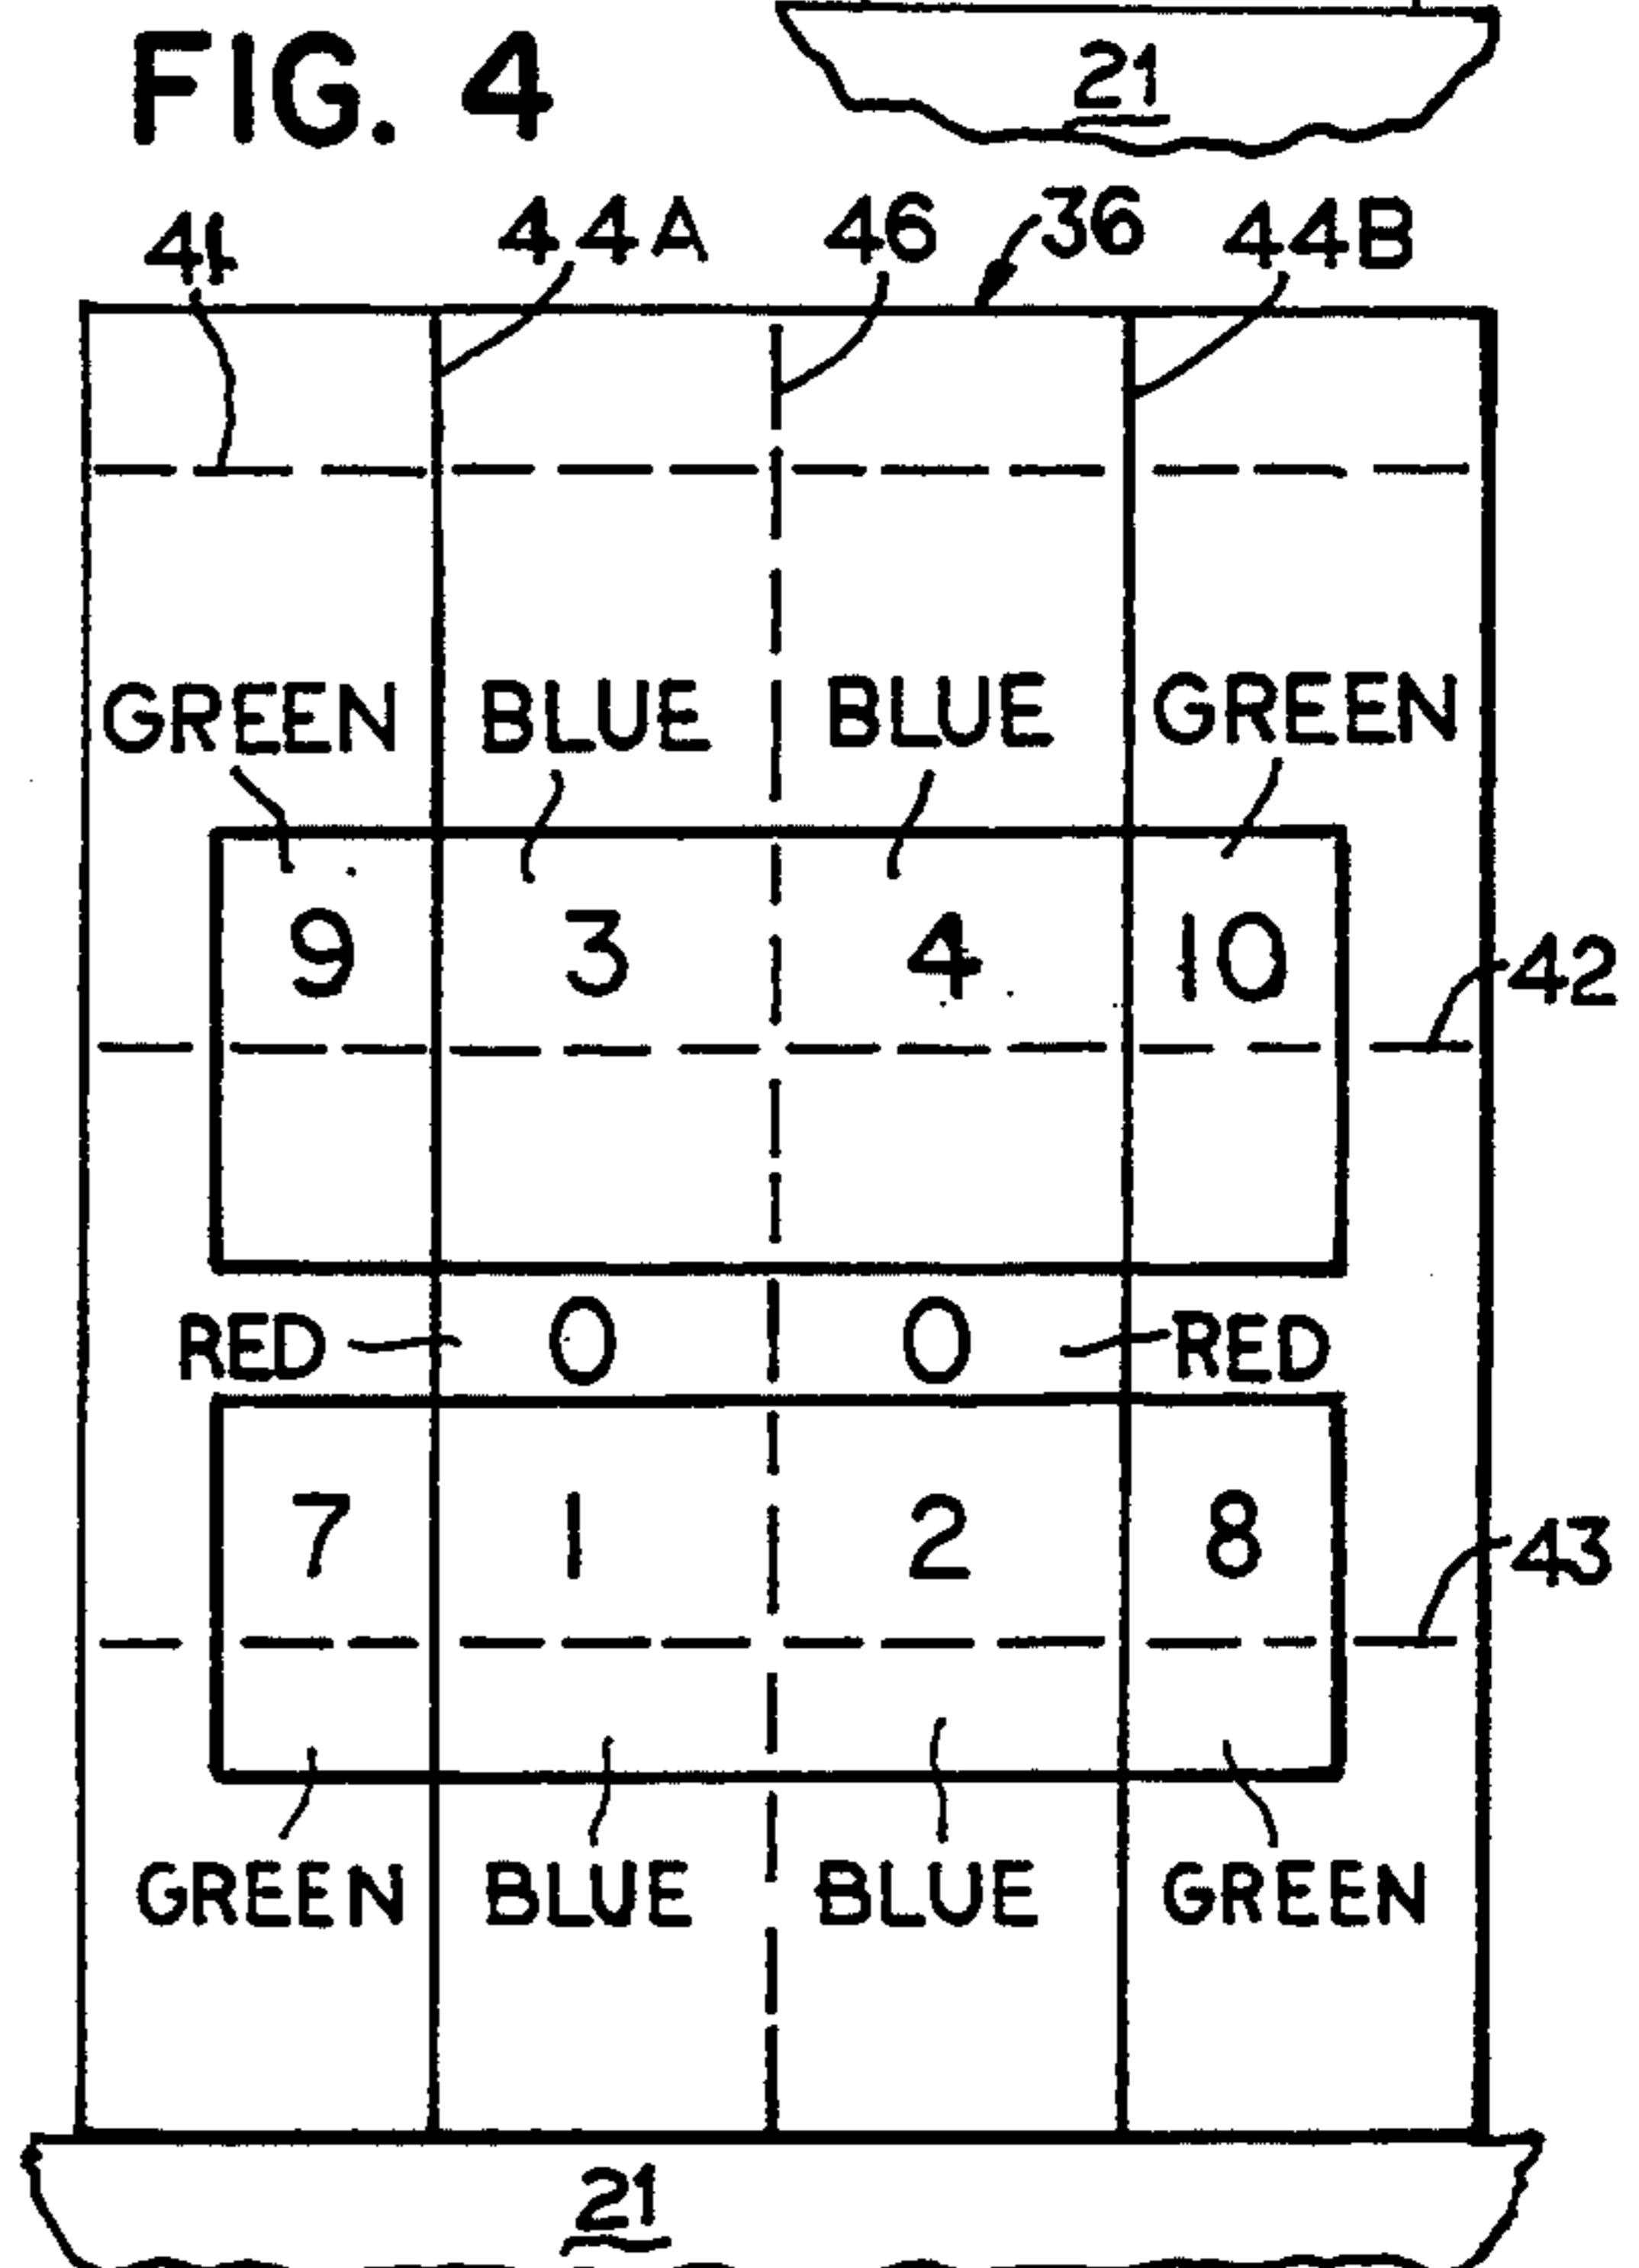 FIG. 4
21
41 44A 46 36 44B
GREEN BLUE BLUE GREEN
9 3 4 10
42
RED 0 0 RED
7 1 2 8
43
GREEN BLUE BLUE GREEN
21